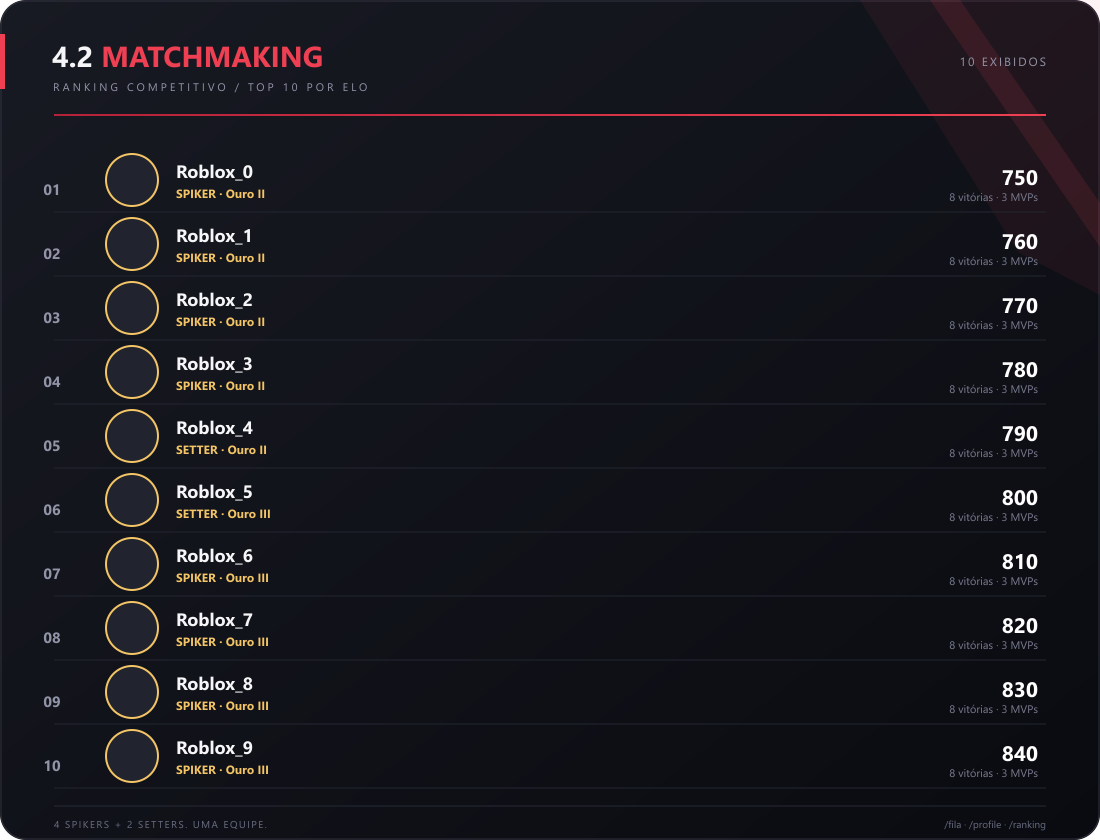 4.2 MATCHMAKING
10 EXIBIDOS
RANKING COMPETITIVO / TOP 10 POR ELO
01
Roblox_0
SPIKER · Ouro II
750
8 vitórias · 3 MVPs
02
Roblox_1
SPIKER · Ouro II
760
8 vitórias · 3 MVPs
03
Roblox_2
SPIKER · Ouro II
770
8 vitórias · 3 MVPs
04
Roblox_3
SPIKER · Ouro II
780
8 vitórias · 3 MVPs
05
Roblox_4
SETTER · Ouro II
790
8 vitórias · 3 MVPs
06
Roblox_5
SETTER · Ouro III
800
8 vitórias · 3 MVPs
07
Roblox_6
SPIKER · Ouro III
810
8 vitórias · 3 MVPs
08
Roblox_7
SPIKER · Ouro III
820
8 vitórias · 3 MVPs
09
Roblox_8
SPIKER · Ouro III
830
8 vitórias · 3 MVPs
10
Roblox_9
SPIKER · Ouro III
840
8 vitórias · 3 MVPs
4 SPIKERS + 2 SETTERS. UMA EQUIPE.
/fila · /profile · /ranking